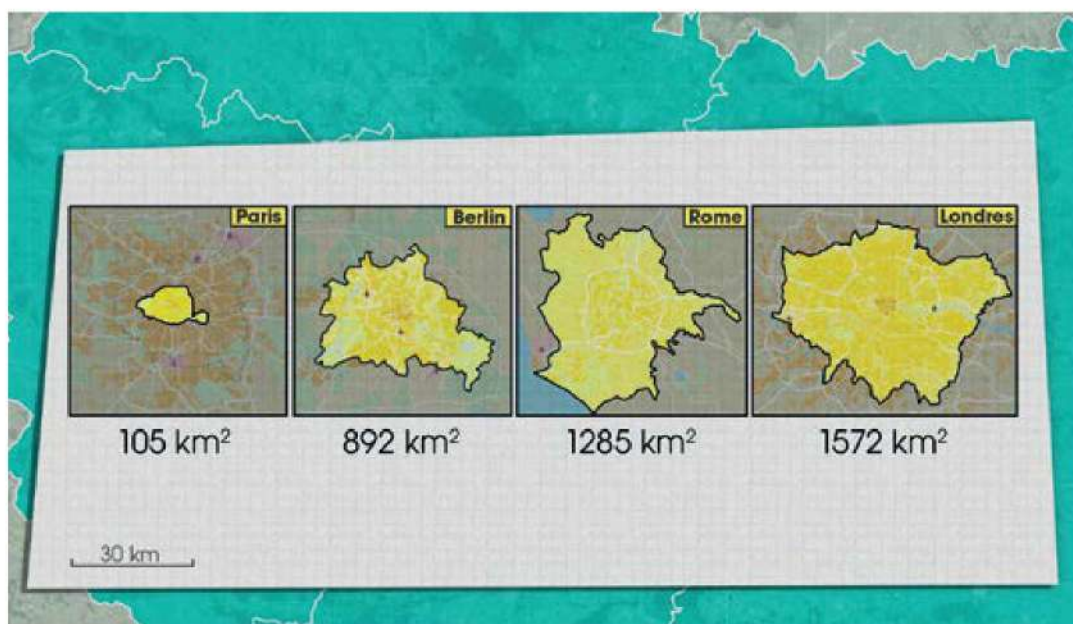 Paris
Berlin
Rome
Londres
105 km²
892 km²
1285 km²
1572 km²
30 km